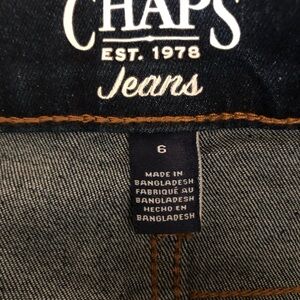 CHAPS
EST. 1978
Jeans
6
MADE IN
BANGLADESH
FABRIQUÉ AU
BANGLADESH
HECHO EN
BANGLADESH